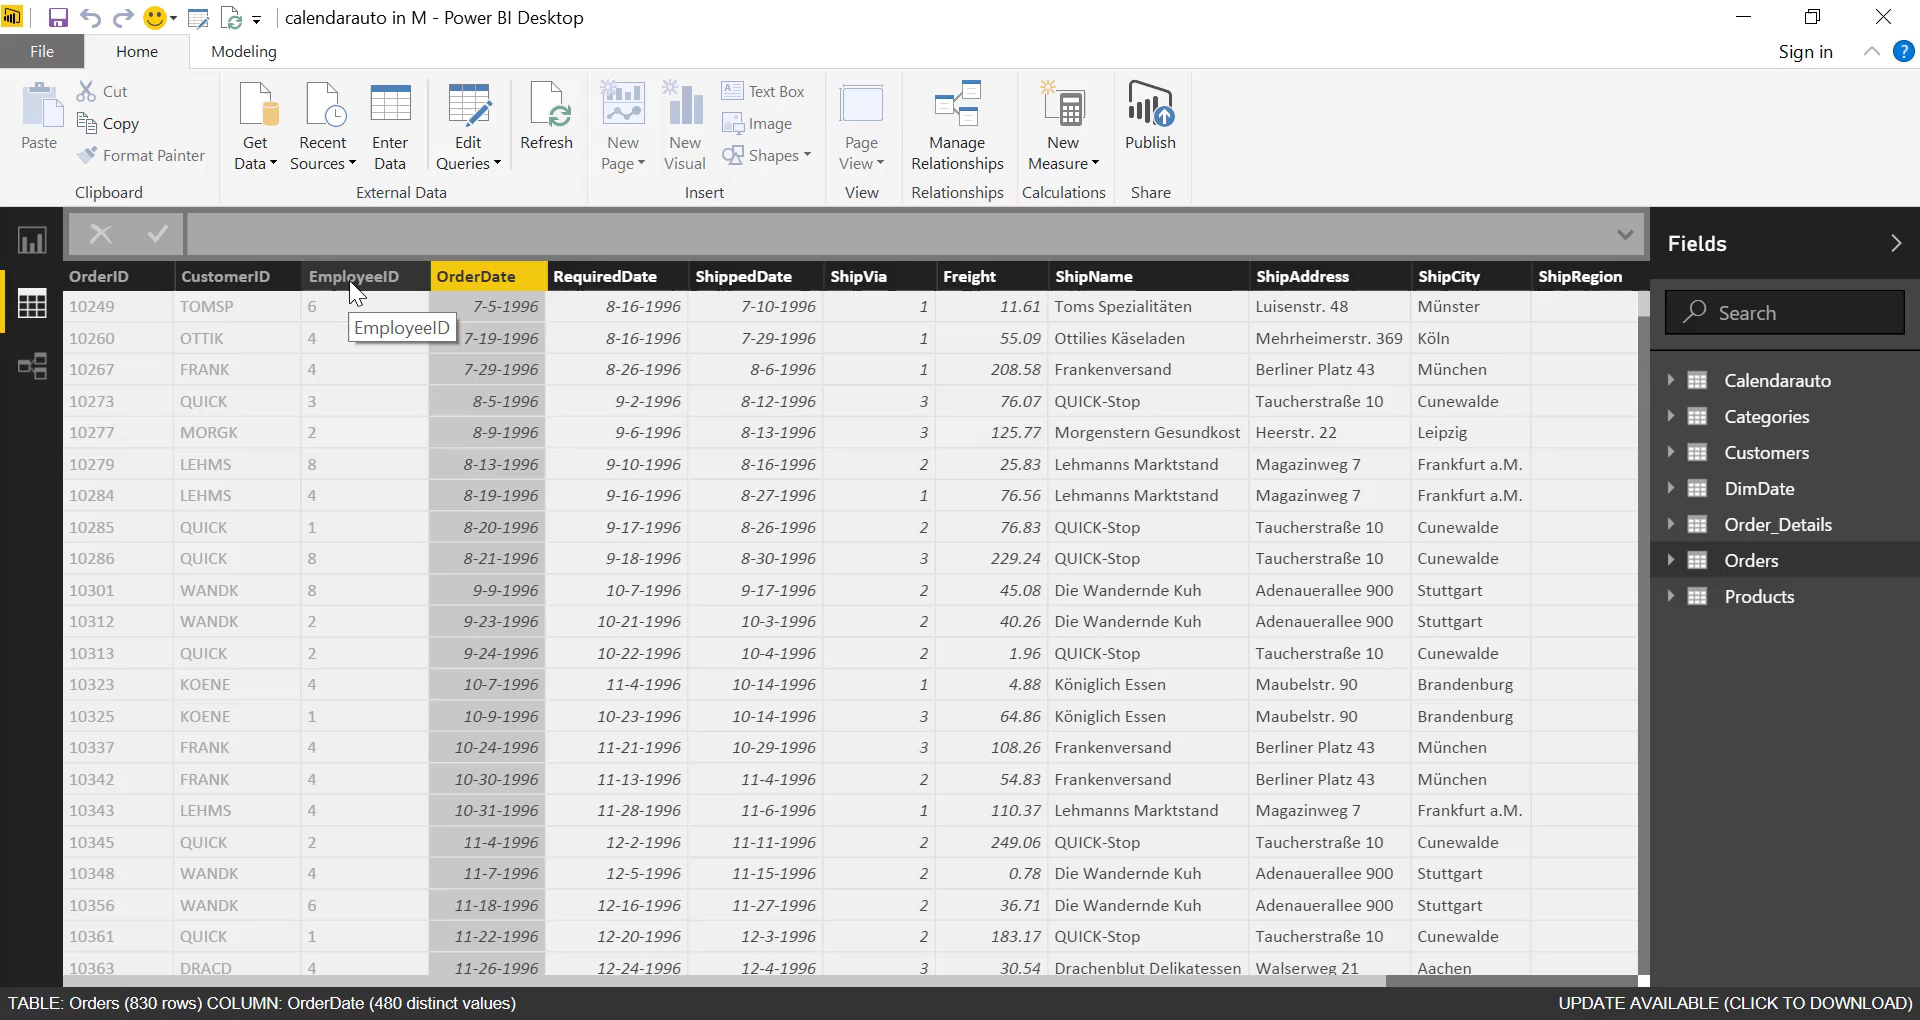 calendarauto in M - Power BI Desktop
File Home Modeling Sign in ?
Paste Cut Copy Format Painter
Get Data Recent Sources Enter Data Edit Queries Refresh
New Page New Visual Text Box Image Shapes
Page View Manage Relationships New Measure Publish
Clipboard External Data Insert View Relationships Calculations Share
Fields
Search
Calendarauto
Categories
Customers
DimDate
Order_Details
Orders
Products
OrderID CustomerID EmployeeID OrderDate RequiredDate ShippedDate ShipVia Freight ShipName ShipAddress ShipCity ShipRegion
10249 TOMSP 6 7-5-1996 8-16-1996 7-10-1996 1 11.61 Toms Spezialitäten Luisenstr. 48 Münster
EmployeeID
10260 OTTIK 4 7-19-1996 8-16-1996 7-29-1996 1 55.09 Ottilies Käseladen Mehrheimerstr. 369 Köln
10267 FRANK 4 7-29-1996 8-26-1996 8-6-1996 1 208.58 Frankenversand Berliner Platz 43 München
10273 QUICK 3 8-5-1996 9-2-1996 8-12-1996 3 76.07 QUICK-Stop Taucherstraße 10 Cunewalde
10277 MORGK 2 8-9-1996 9-6-1996 8-13-1996 3 125.77 Morgenstern Gesundkost Heerstr. 22 Leipzig
10279 LEHMS 8 8-13-1996 9-10-1996 8-16-1996 2 25.83 Lehmanns Marktstand Magazinweg 7 Frankfurt a.M.
10284 LEHMS 4 8-19-1996 9-16-1996 8-27-1996 1 76.56 Lehmanns Marktstand Magazinweg 7 Frankfurt a.M.
10285 QUICK 1 8-20-1996 9-17-1996 8-26-1996 2 76.83 QUICK-Stop Taucherstraße 10 Cunewalde
10286 QUICK 8 8-21-1996 9-18-1996 8-30-1996 3 229.24 QUICK-Stop Taucherstraße 10 Cunewalde
10301 WANDK 8 9-9-1996 10-7-1996 9-17-1996 2 45.08 Die Wandernde Kuh Adenauerallee 900 Stuttgart
10312 WANDK 2 9-23-1996 10-21-1996 10-3-1996 2 40.26 Die Wandernde Kuh Adenauerallee 900 Stuttgart
10313 QUICK 2 9-24-1996 10-22-1996 10-4-1996 2 1.96 QUICK-Stop Taucherstraße 10 Cunewalde
10323 KOENE 4 10-7-1996 11-4-1996 10-14-1996 1 4.88 Königlich Essen Maubelstr. 90 Brandenburg
10325 KOENE 1 10-9-1996 10-23-1996 10-14-1996 3 64.86 Königlich Essen Maubelstr. 90 Brandenburg
10337 FRANK 4 10-24-1996 11-21-1996 10-29-1996 3 108.26 Frankenversand Berliner Platz 43 München
10342 FRANK 4 10-30-1996 11-13-1996 11-4-1996 2 54.83 Frankenversand Berliner Platz 43 München
10343 LEHMS 4 10-31-1996 11-28-1996 11-6-1996 1 110.37 Lehmanns Marktstand Magazinweg 7 Frankfurt a.M.
10345 QUICK 2 11-4-1996 12-2-1996 11-11-1996 2 249.06 QUICK-Stop Taucherstraße 10 Cunewalde
10348 WANDK 4 11-7-1996 12-5-1996 11-15-1996 2 0.78 Die Wandernde Kuh Adenauerallee 900 Stuttgart
10356 WANDK 6 11-18-1996 12-16-1996 11-27-1996 2 36.71 Die Wandernde Kuh Adenauerallee 900 Stuttgart
10361 QUICK 1 11-22-1996 12-20-1996 12-3-1996 2 183.17 QUICK-Stop Taucherstraße 10 Cunewalde
10363 DRACD 4 11-26-1996 12-24-1996 12-4-1996 3 30.54 Drachenblut Delikatessen Walserweg 21 Aachen
TABLE: Orders (830 rows) COLUMN: OrderDate (480 distinct values) UPDATE AVAILABLE (CLICK TO DOWNLOAD)